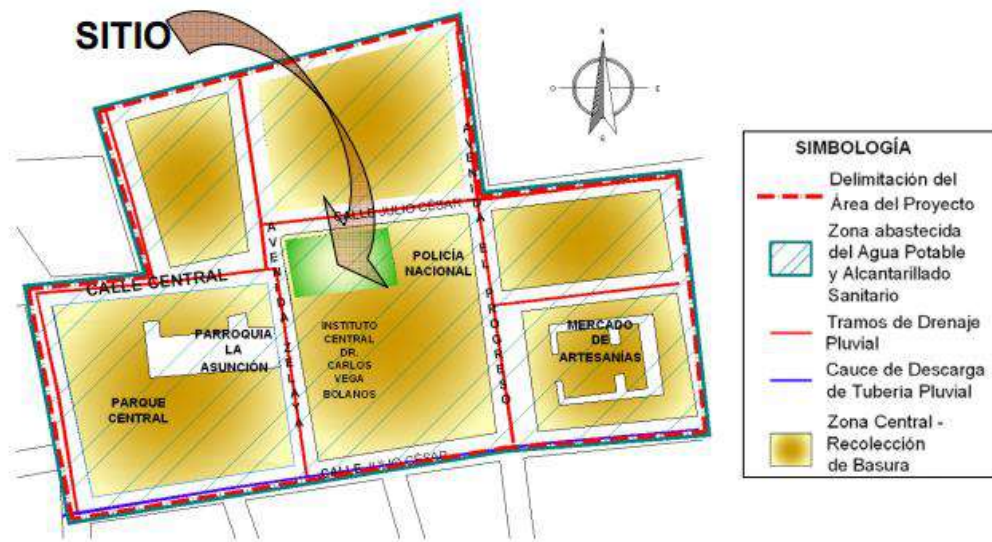 SITIO
N
O
E
S
CALLE JULIO CÉSAR
AVENIDA ZELAYA
AVENIDA EL PROGRESO
POLICÍA
NACIONAL
CALLE CENTRAL
PARROQUIA
LA
ASUNCIÓN
INSTITUTO
CENTRAL
DR.
CARLOS
VEGA
BOLANOS
MERCADO
DE
ARTESANÍAS
PARQUE
CENTRAL
CALLE JULIO CÉSAR
SIMBOLOGÍA
Delimitación del
Área del Proyecto
Zona abastecida
del Agua Potable
y Alcantarillado
Sanitario
Tramos de Drenaje
Pluvial
Cauce de Descarga
de Tuberia Pluvial
Zona Central -
Recolección
de Basura